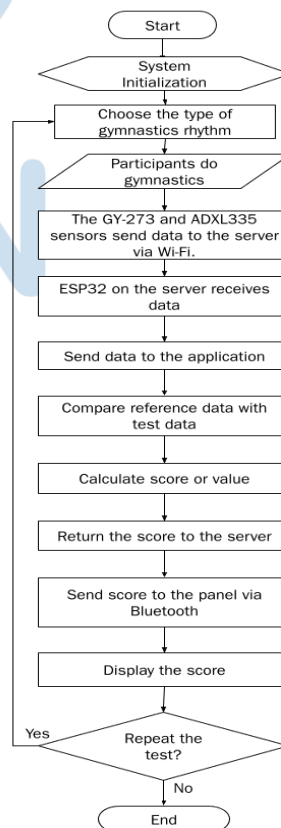 Start
System
Initialization
Choose the type of
gymnastics rhythm
Participants do
gymnastics
The GY-273 and ADXL335
sensors send data to the server
via Wi-Fi.
ESP32 on the server receives
data
Send data to the application
Compare reference data with
test data
Calculate score or value
Return the score to the server
Send score to the panel via
Bluetooth
Display the score
Yes
Repeat the
test?
No
End